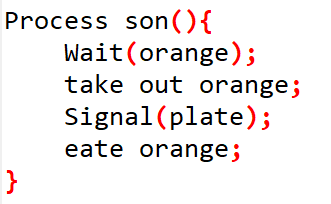 Process son(){
Wait(orange);
take out orange;
Signal(plate);
eate orange;
}